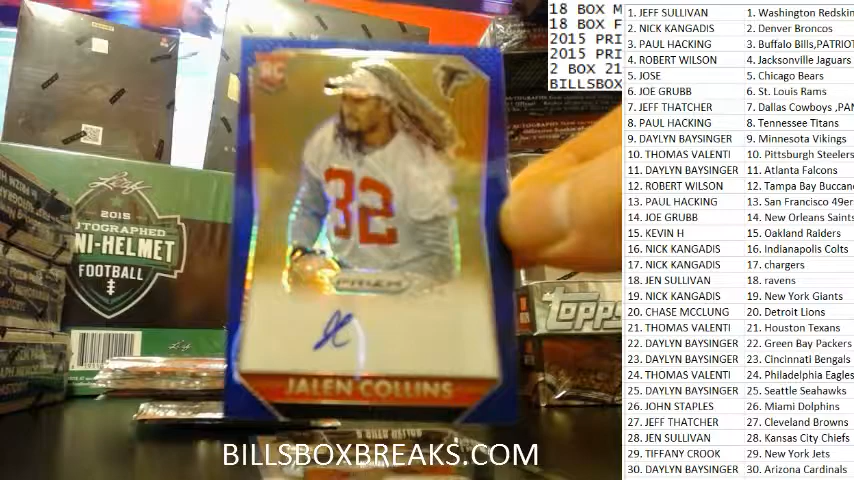 18 BOX M
18 BOX F
2015 PRI
2015 PRI
2 BOX 21
BILLSBOX
RC
32
PRIZM
JALEN COLLINS
Leaf
2015
UTOGRAPHED
NI-HELMET
FOOTBALL
Leaf
TOPPS
BILLSBOXBREAKS.COM
1. JEFF SULLIVAN 1. Washington Redskin
2. NICK KANGADIS 2. Denver Broncos
3. PAUL HACKING 3. Buffalo Bills,PATRIOT
4. ROBERT WILSON 4. Jacksonville Jaguars
5. JOSE 5. Chicago Bears
6. JOE GRUBB 6. St. Louis Rams
7. JEFF THATCHER 7. Dallas Cowboys ,PAN
8. PAUL HACKING 8. Tennessee Titans
9. DAYLYN BAYSINGER 9. Minnesota Vikings
10. THOMAS VALENTI 10. Pittsburgh Steelers
11. DAYLYN BAYSINGER 11. Atlanta Falcons
12. ROBERT WILSON 12. Tampa Bay Buccane
13. PAUL HACKING 13. San Francisco 49er
14. JOE GRUBB 14. New Orleans Saints
15. KEVIN H 15. Oakland Raiders
16. NICK KANGADIS 16. Indianapolis Colts
17. NICK KANGADIS 17. chargers
18. JEN SULLIVAN 18. ravens
19. NICK KANGADIS 19. New York Giants
20. CHASE MCCLUNG 20. Detroit Lions
21. THOMAS VALENTI 21. Houston Texans
22. DAYLYN BAYSINGER 22. Green Bay Packers
23. DAYLYN BAYSINGER 23. Cincinnati Bengals
24. THOMAS VALENTI 24. Philadelphia Eagles
25. DAYLYN BAYSINGER 25. Seattle Seahawks
26. JOHN STAPLES 26. Miami Dolphins
27. JEFF THATCHER 27. Cleveland Browns
28. JEN SULLIVAN 28. Kansas City Chiefs
29. TIFFANY CROOK 29. New York Jets
30. DAYLYN BAYSINGER 30. Arizona Cardinals